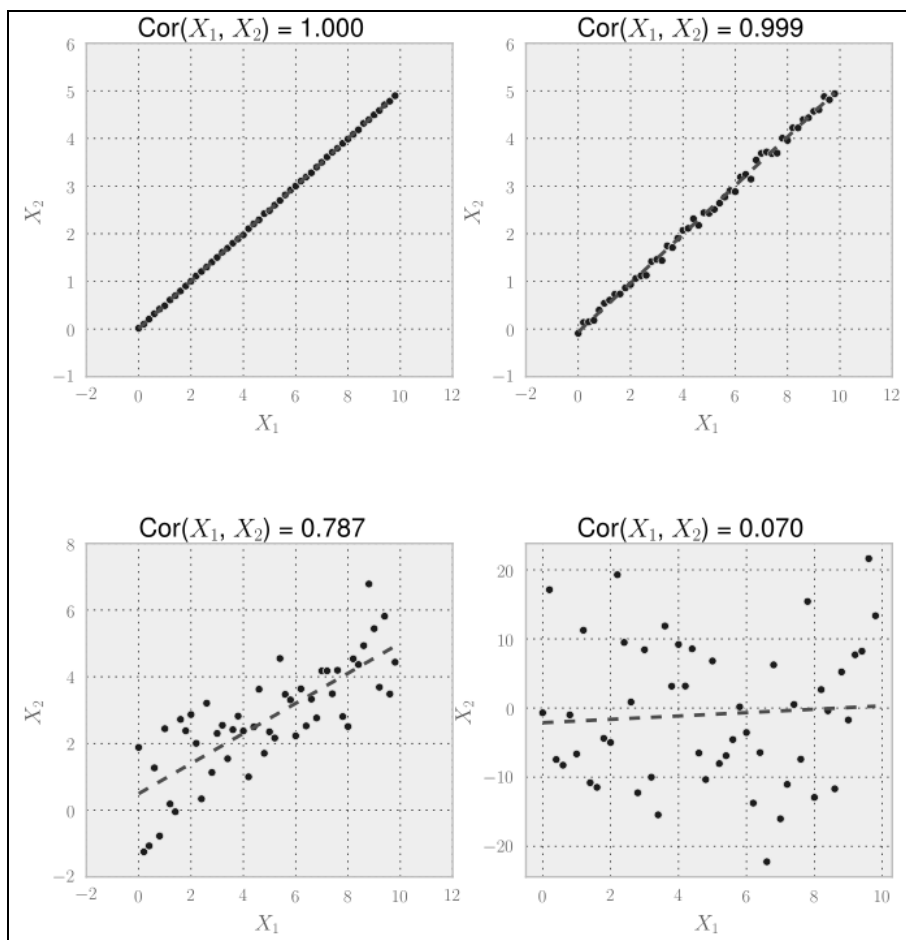 Cor(X₁, X₂) = 1.000
6
5
4
3
2
1
0
−1
−2 0 2 4 6 8 10 12
X₂
X₁
Cor(X₁, X₂) = 0.999
6
5
4
3
2
1
0
−1
−2 0 2 4 6 8 10 12
X₂
X₁
Cor(X₁, X₂) = 0.787
8
6
4
2
0
−2
−2 0 2 4 6 8 10 12
X₂
X₁
Cor(X₁, X₂) = 0.070
20
10
0
−10
−20
0 2 4 6 8 10
X₂
X₁